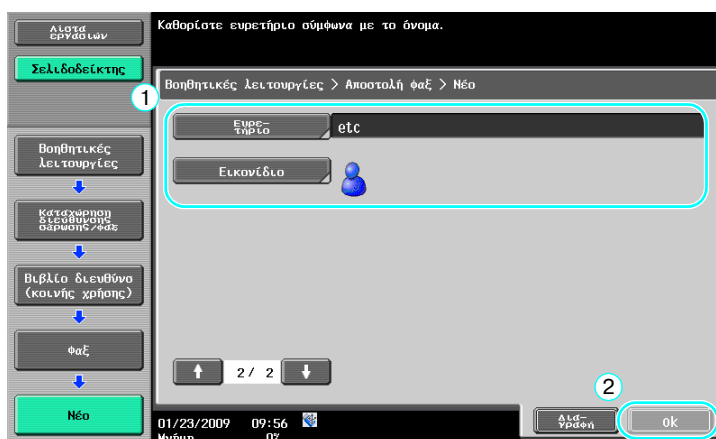 Λίστα
εργασιών
Καθορίστε ευρετήριο σύμφωνα με το όνομα.
Σελιδοδείκτης
Βοηθητικές λειτουργίες > Αποστολή φαξ > Νέο
1
Ευρε-
τήριο
etc
Εικονίδιο
Βοηθητικές
λειτουργίες
Καταχώρηση
διεύθυνσης
σάρωσης/φαξ
Βιβλίο διευθύνσ
(κοινής χρήσης)
Φαξ
2/ 2
2
Νέο
Δια-
γραφή
ok
01/23/2009 09:56
Μνήμη 0%